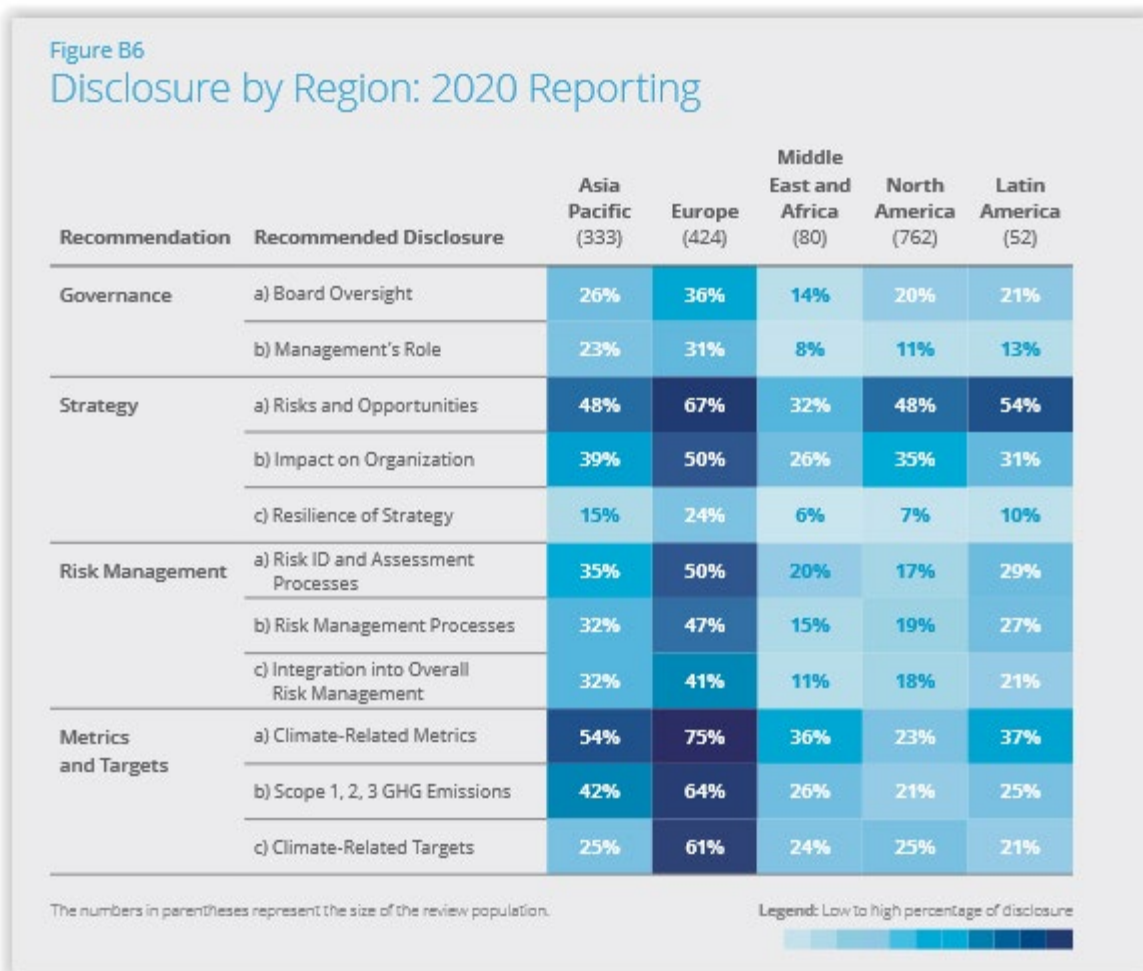 Figure B6
Disclosure by Region: 2020 Reporting
Recommendation Recommended Disclosure Asia Pacific (333) Europe (424) Middle East and Africa (80) North America (762) Latin America (52)
Governance a) Board Oversight 26% 36% 14% 20% 21%
b) Management's Role 23% 31% 8% 11% 13%
Strategy a) Risks and Opportunities 48% 67% 32% 48% 54%
b) Impact on Organization 39% 50% 26% 35% 31%
c) Resilience of Strategy 15% 24% 6% 7% 10%
Risk Management a) Risk ID and Assessment Processes 35% 50% 20% 17% 29%
b) Risk Management Processes 32% 47% 15% 19% 27%
c) Integration into Overall Risk Management 32% 41% 11% 18% 21%
Metrics and Targets a) Climate-Related Metrics 54% 75% 36% 23% 37%
b) Scope 1, 2, 3 GHG Emissions 42% 64% 26% 21% 25%
c) Climate-Related Targets 25% 61% 24% 25% 21%
The numbers in parentheses represent the size of the review population.
Legend: Low to high percentage of disclosure